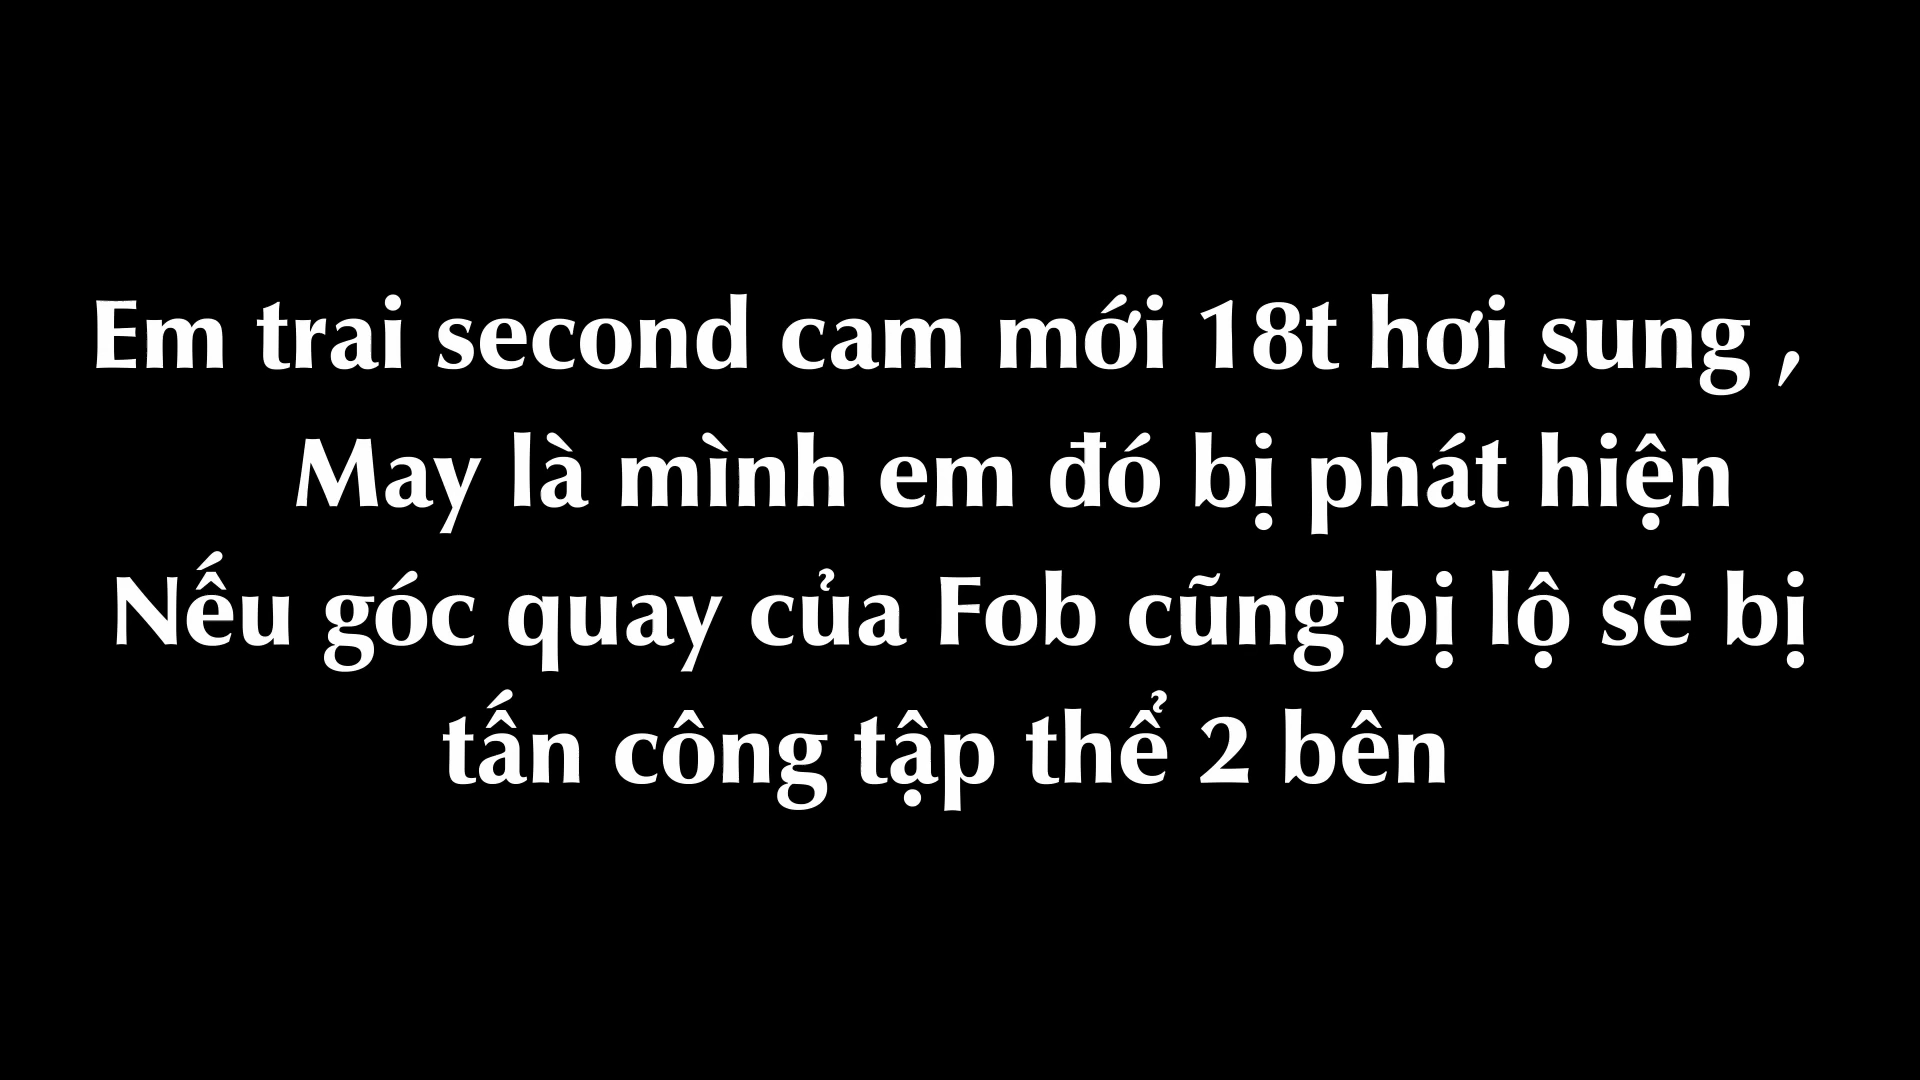 Em trai second cam mới 18t hơi sung ,
May là mình em đó bị phát hiện
Nếu góc quay của Fob cũng bị lộ sẽ bị
tấn công tập thể 2 bên